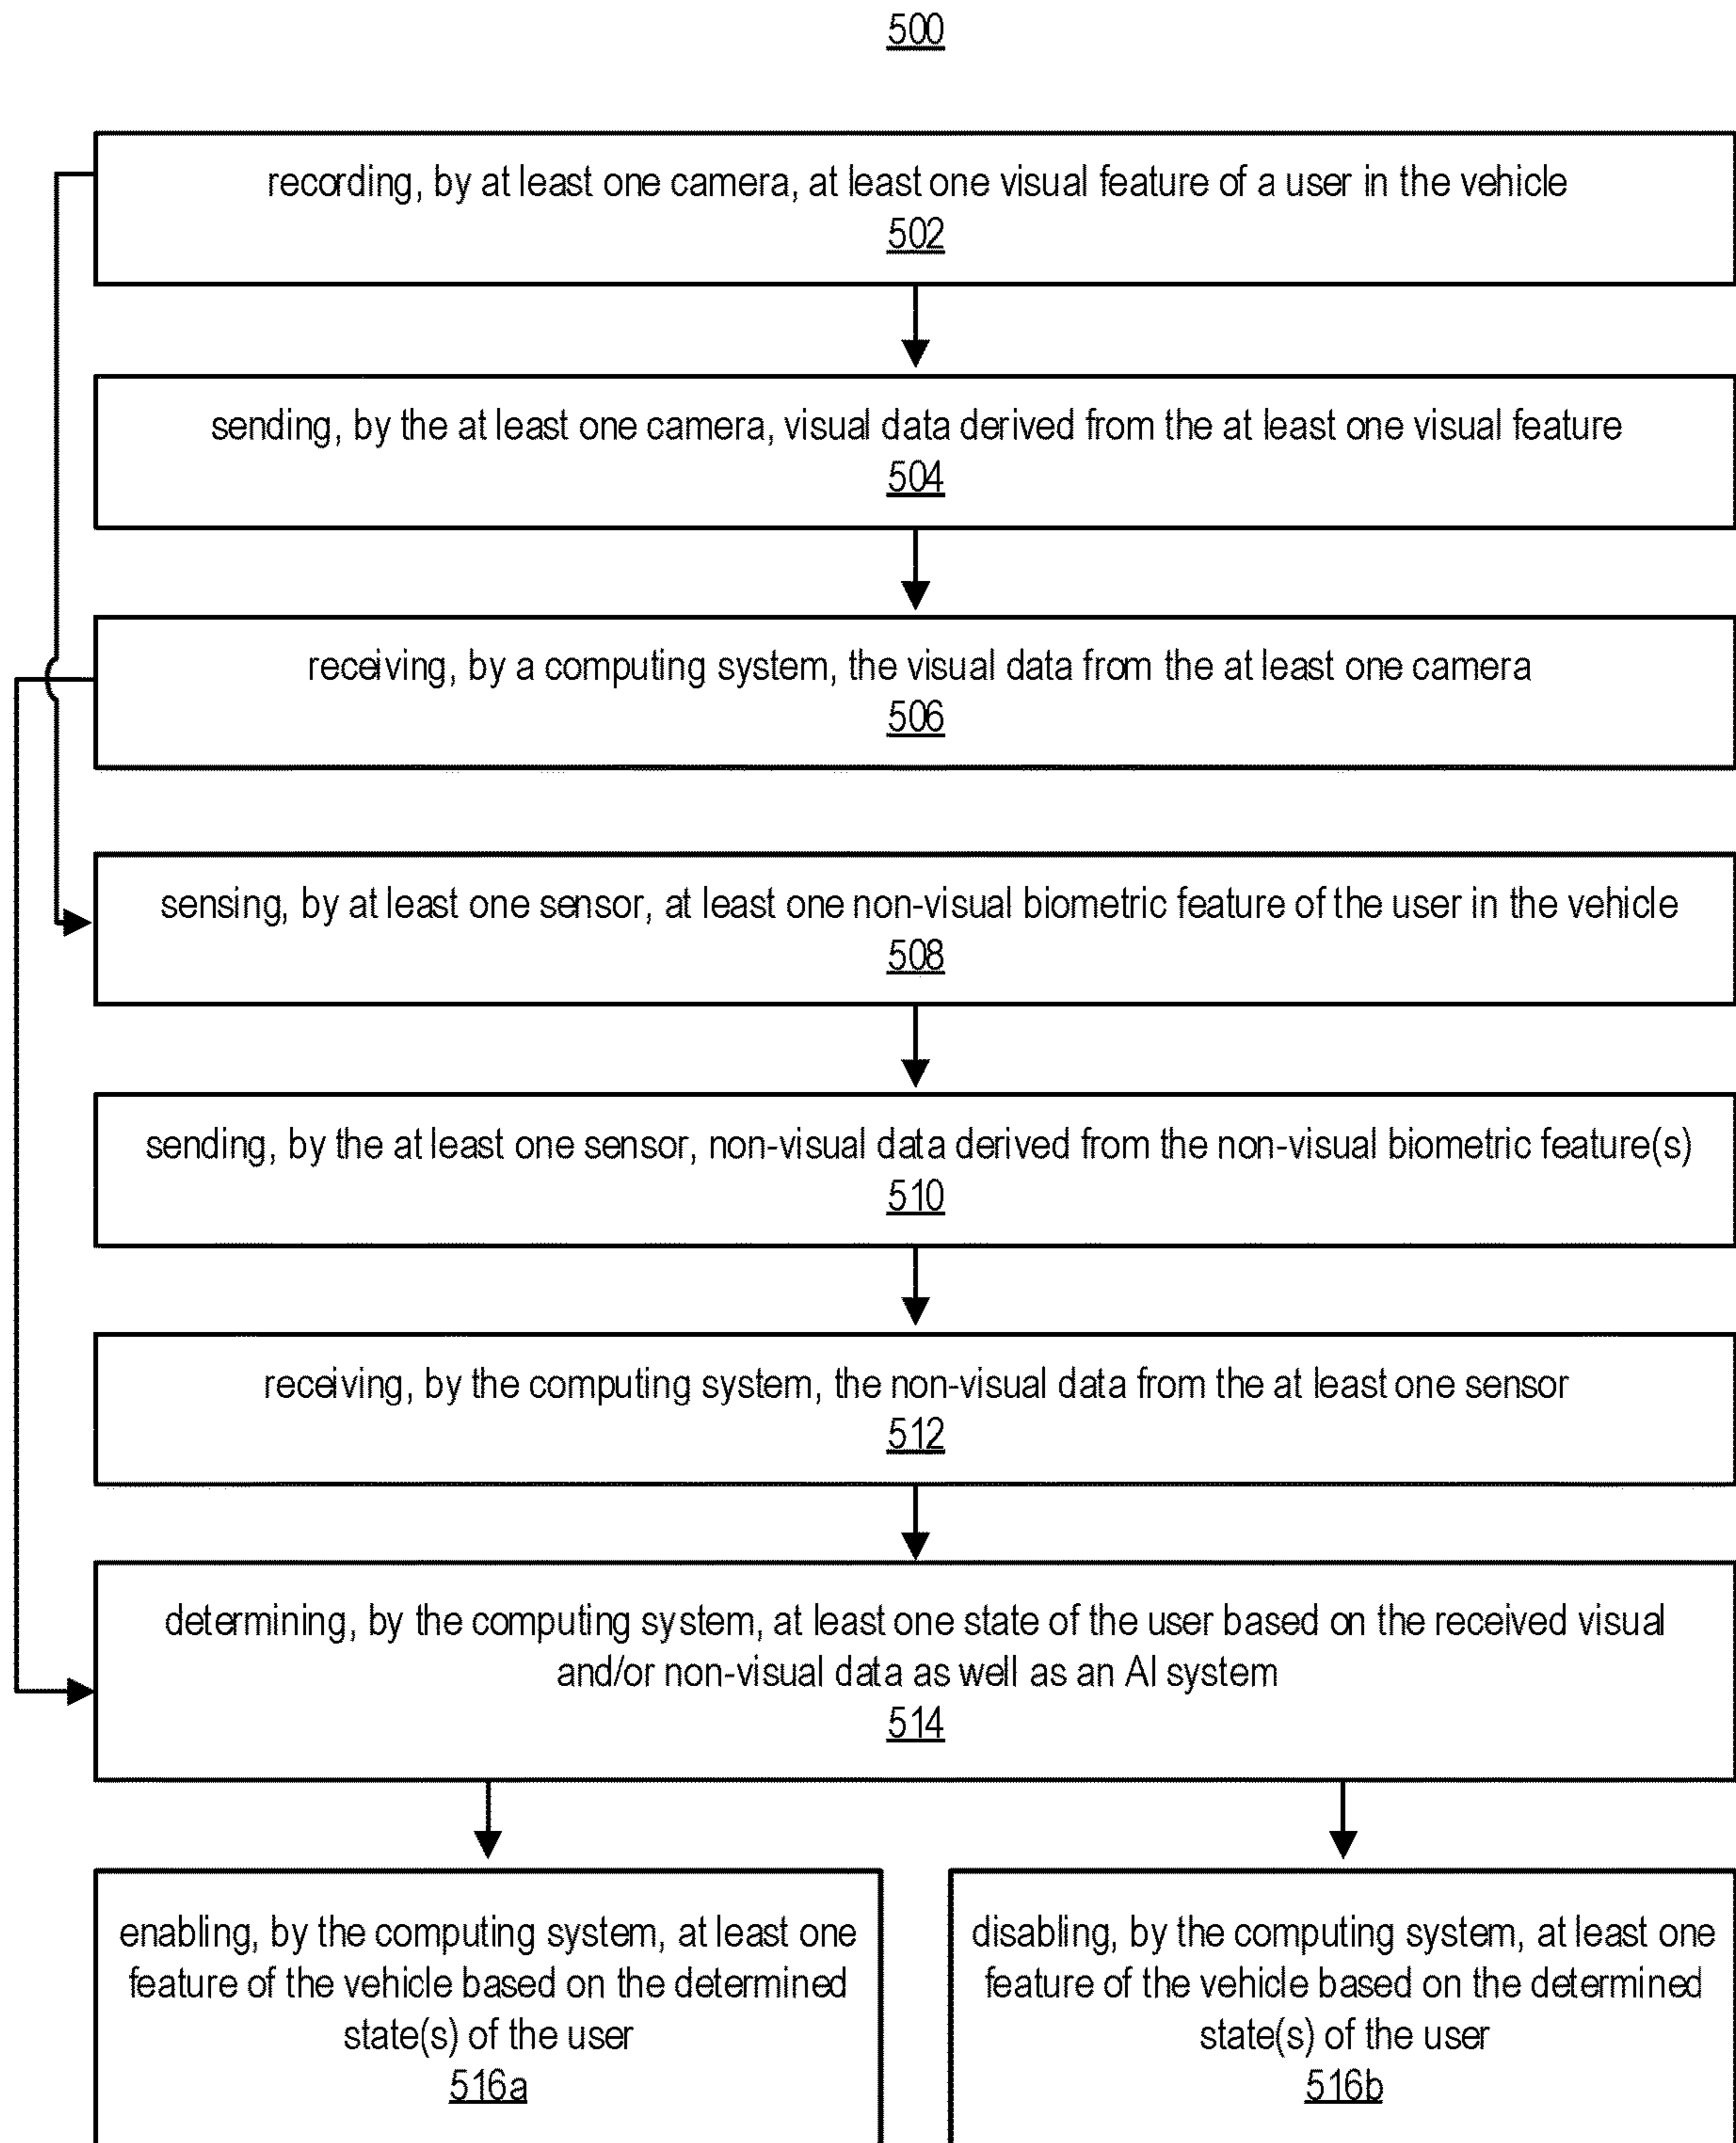 500
recording, by at least one camera, at least one visual feature of a user in the vehicle
502
sending, by the at least one camera, visual data derived from the at least one visual feature
504
receiving, by a computing system, the visual data from the at least one camera
506
sensing, by at least one sensor, at least one non-visual biometric feature of the user in the vehicle
508
sending, by the at least one sensor, non-visual data derived from the non-visual biometric feature(s)
510
receiving, by the computing system, the non-visual data from the at least one sensor
512
determining, by the computing system, at least one state of the user based on the received visual
and/or non-visual data as well as an AI system
514
enabling, by the computing system, at least one
feature of the vehicle based on the determined
state(s) of the user
516a
disabling, by the computing system, at least one
feature of the vehicle based on the determined
state(s) of the user
516b